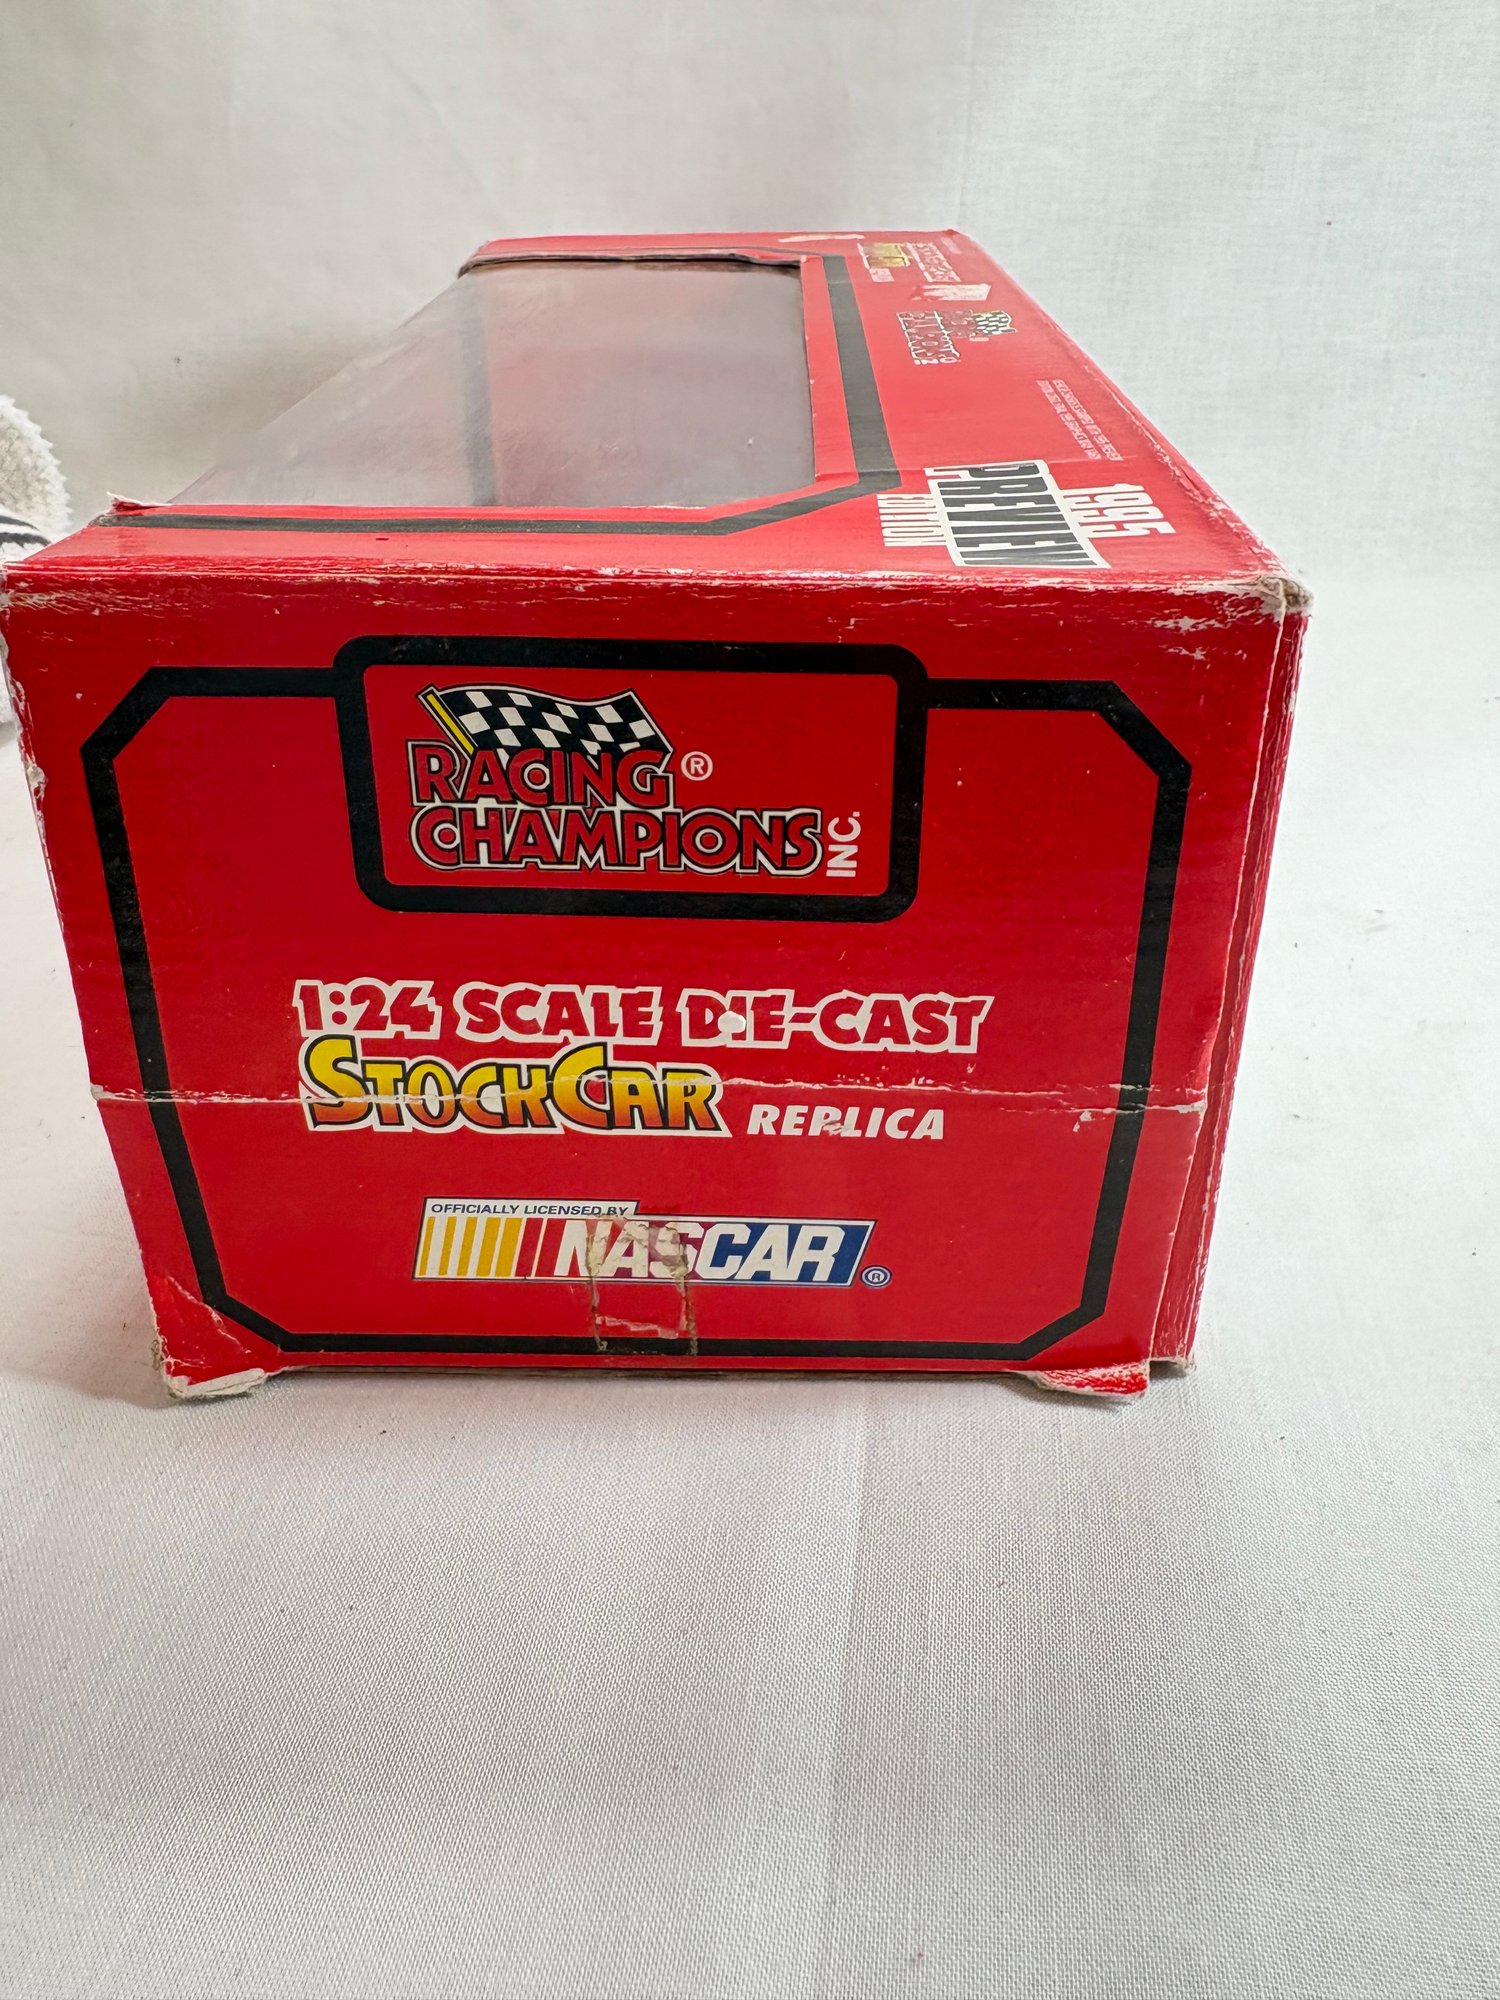 RACING®
CHAMPIONS INC.
1:24 SCALE DIE-CAST
STOCKCAR REPLICA
OFFICIALLY LICENSED BY
NASCAR®
1995
PREVIEW
EDITION